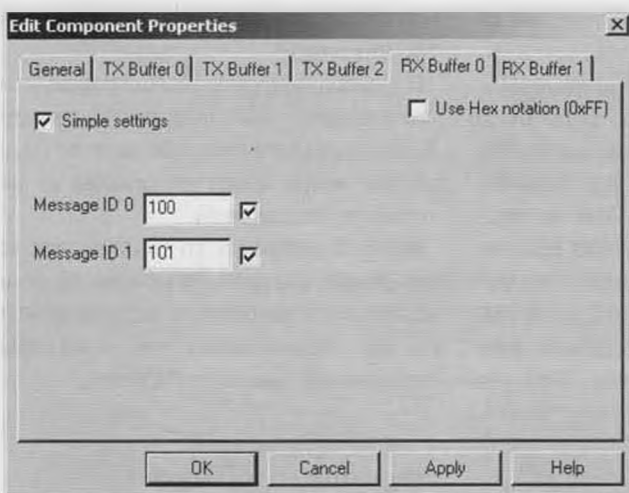 Edit Component Properties
General TX Buffer 0 TX Buffer 1 TX Buffer 2 RX Buffer 0 RX Buffer 1
Simple settings Use Hex notation (0xFF)
Message ID 0 100
Message ID 1 101
OK Cancel Apply Help